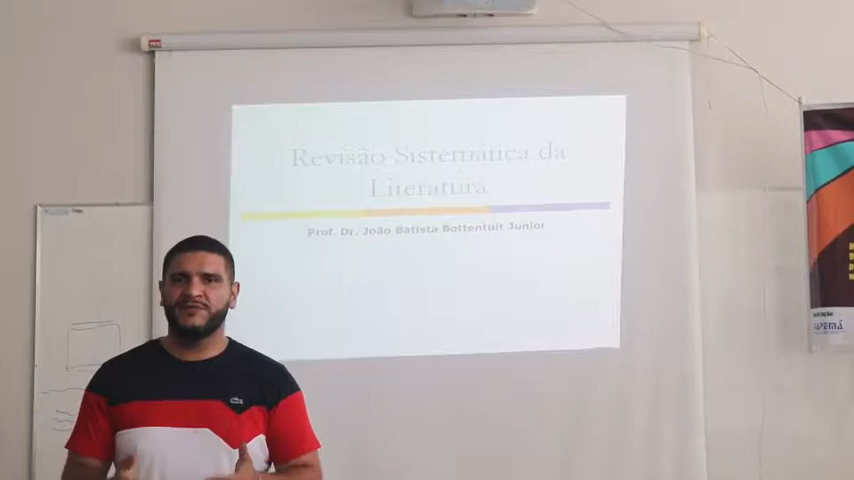 Revisão Sistemática da
Literatura
Prof. Dr. João Batista Bottentuit Junior